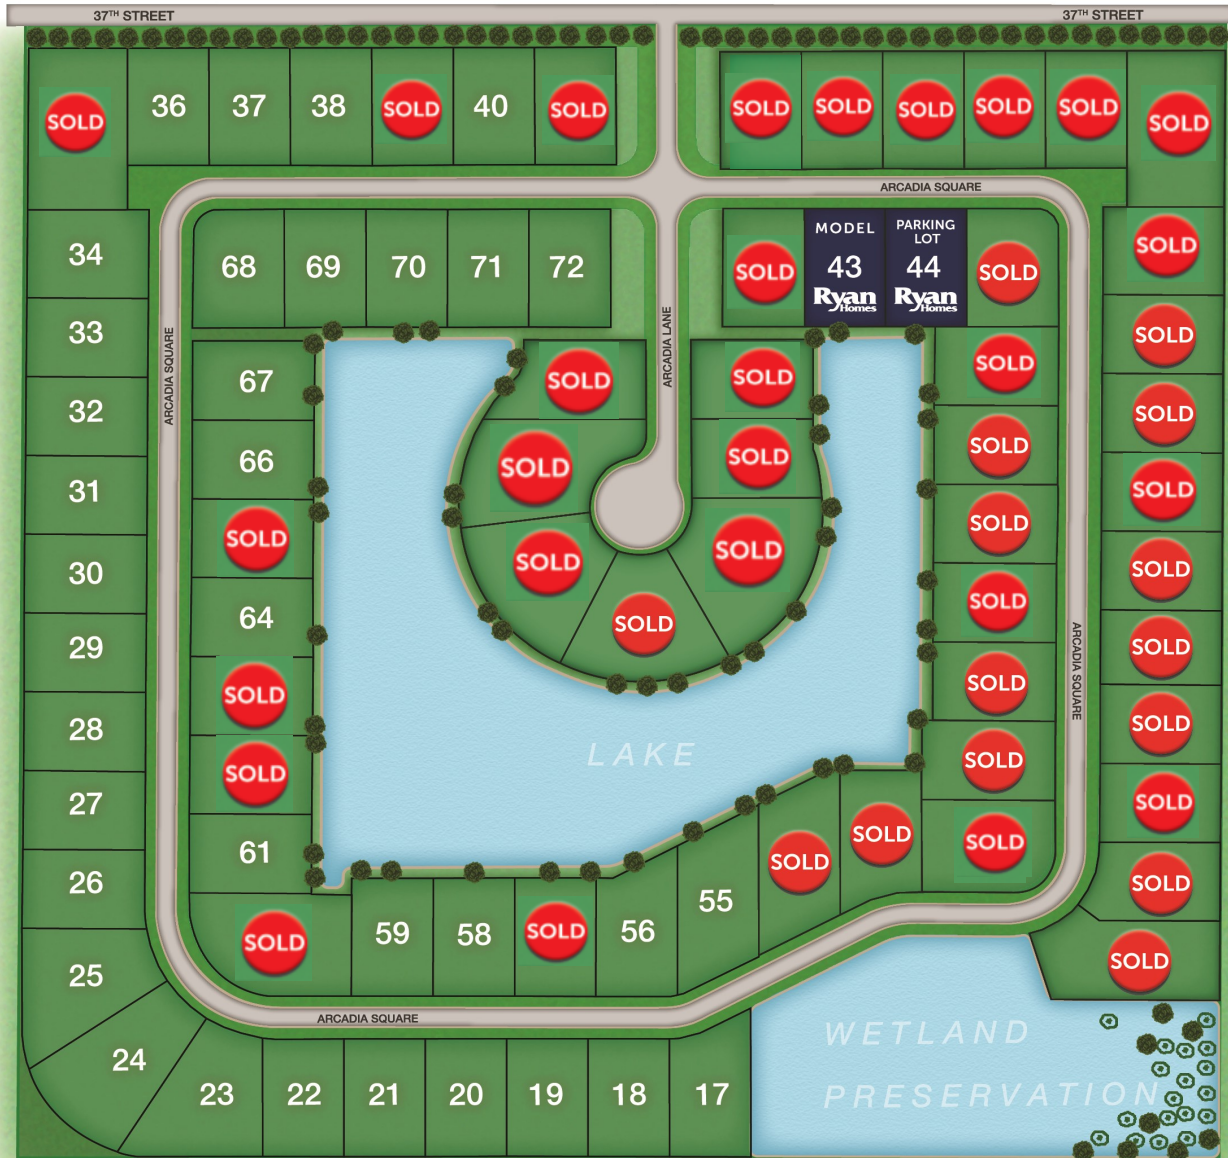 37TH STREET
37TH STREET
SOLD
36
37
38
SOLD
40
SOLD
SOLD
SOLD
SOLD
SOLD
SOLD
SOLD
ARCADIA SQUARE
34
68
69
70
71
72
SOLD
MODEL
43
Ryan
Homes
PARKING
LOT
44
Ryan
Homes
SOLD
SOLD
33
ARCADIA SQUARE
ARCADIA LANE
SOLD
32
67
SOLD
SOLD
SOLD
SOLD
31
66
SOLD
SOLD
SOLD
SOLD
30
SOLD
SOLD
SOLD
SOLD
SOLD
29
64
SOLD
SOLD
SOLD
ARCADIA SQUARE
28
SOLD
SOLD
SOLD
LAKE
27
SOLD
SOLD
SOLD
26
61
SOLD
SOLD
SOLD
SOLD
25
SOLD
59
58
SOLD
56
55
SOLD
ARCADIA SQUARE
WETLAND
PRESERVATION
24
23
22
21
20
19
18
17